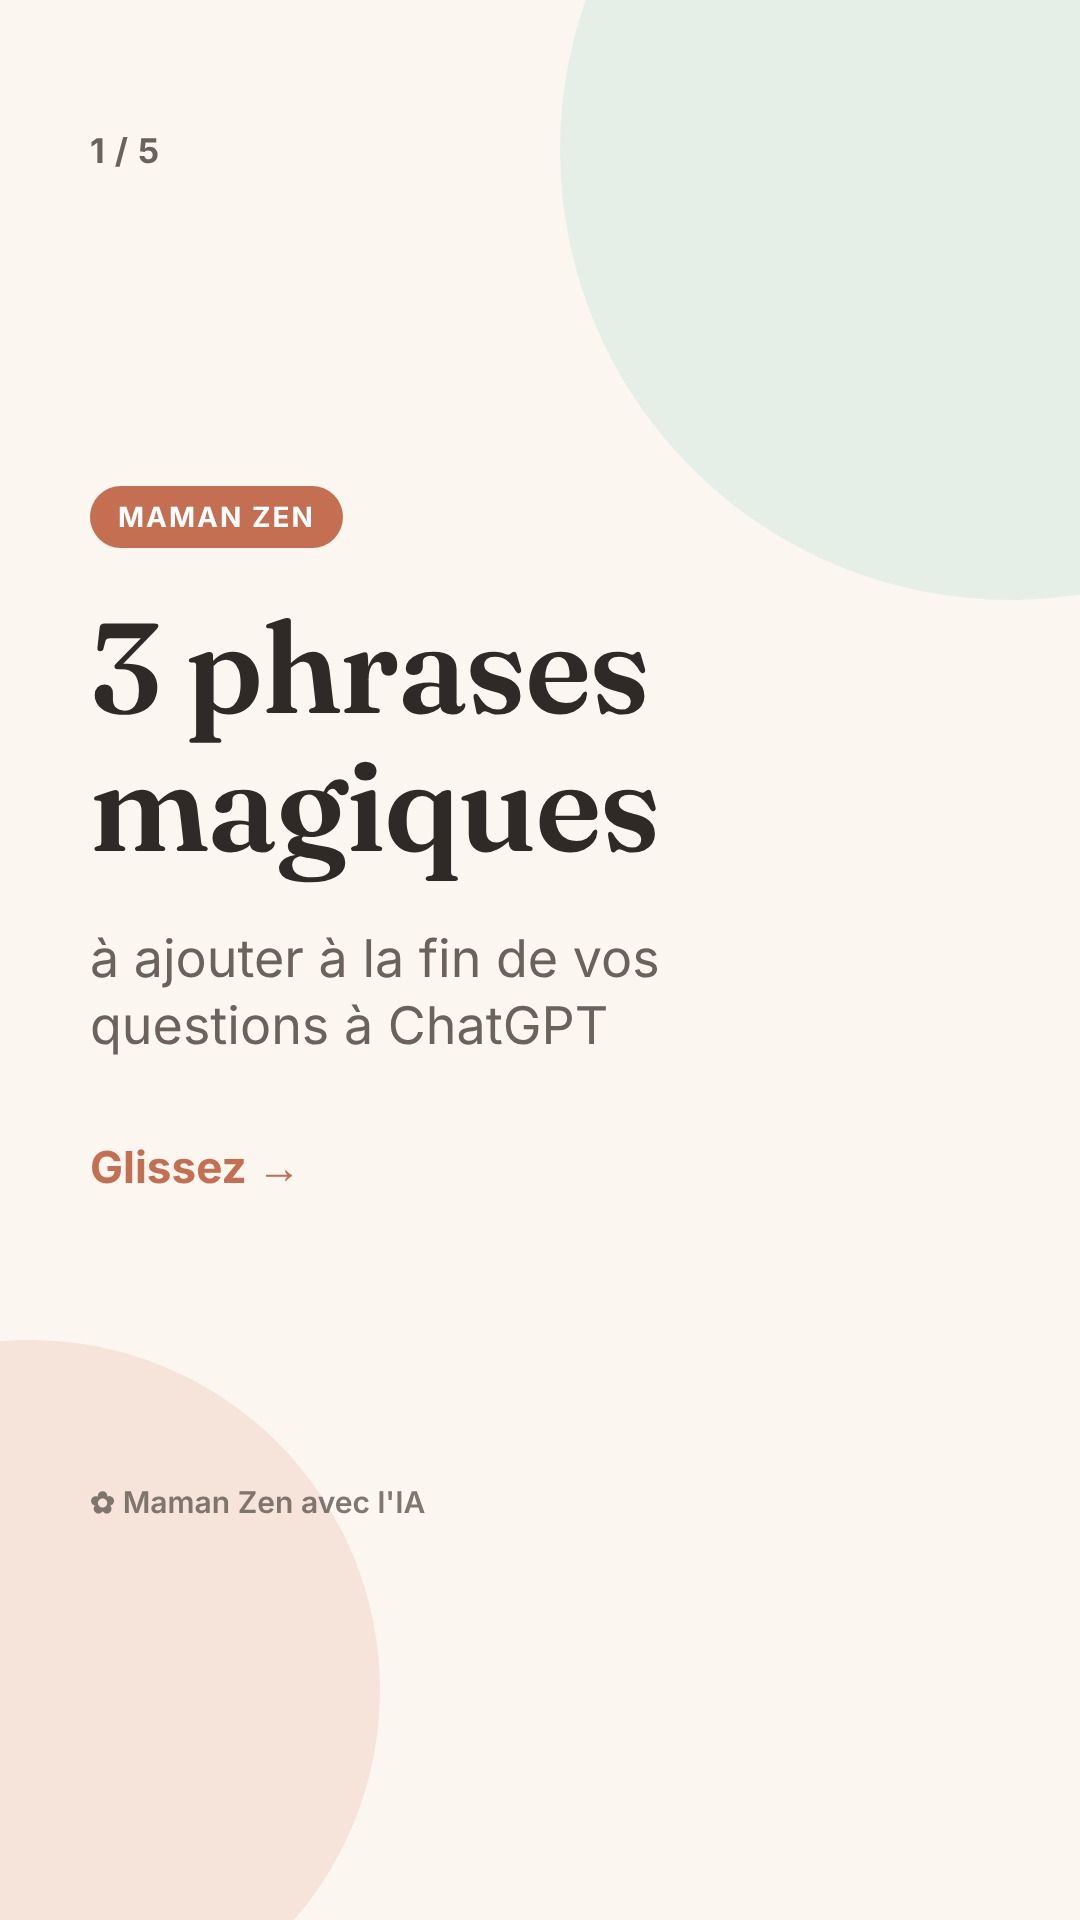 1 / 5
MAMAN ZEN
3 phrases
magiques
à ajouter à la fin de vos
questions à ChatGPT
Glissez →
✿ Maman Zen avec l'IA